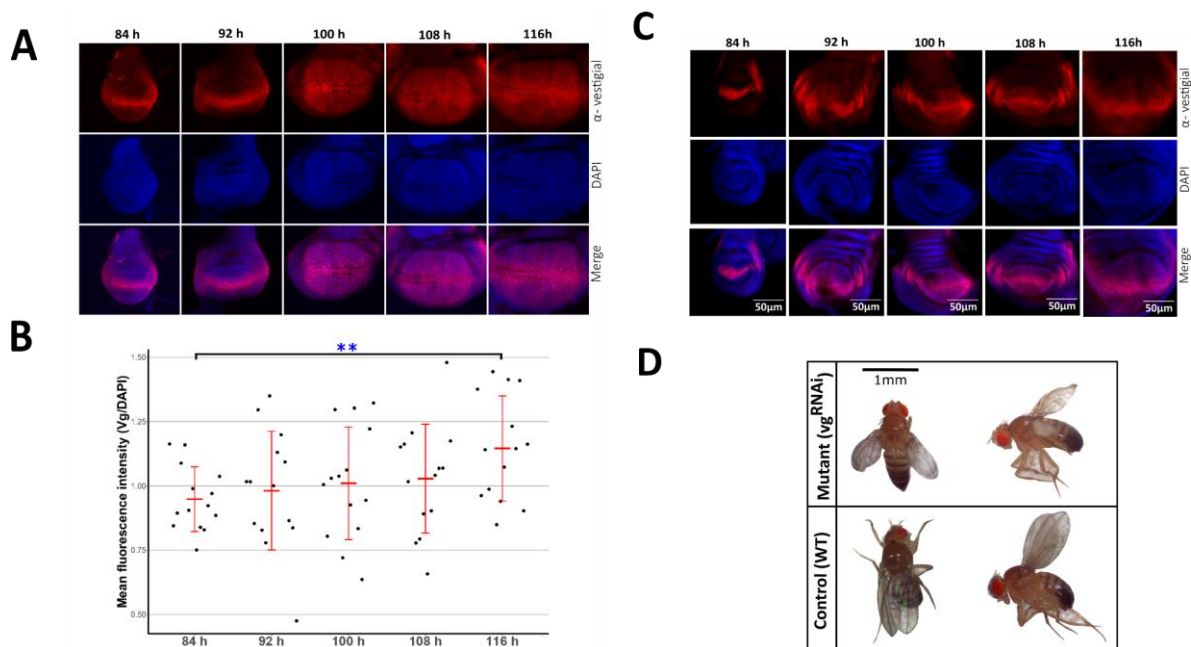 A
84 h 92 h 100 h 108 h 116h
α- vestigial
DAPI
Merge
B
Mean fluorescence intensity (Vg/DAPI)
**
1.50
1.25
1.00
0.75
0.50
84 h 92 h 100 h 108 h 116 h
C
84 h 92 h 100 h 108 h 116h
α- vestigial
DAPI
Merge
50μm 50μm 50μm 50μm 50μm
D
Mutant (vgRNAi)
1mm
Control (WT)